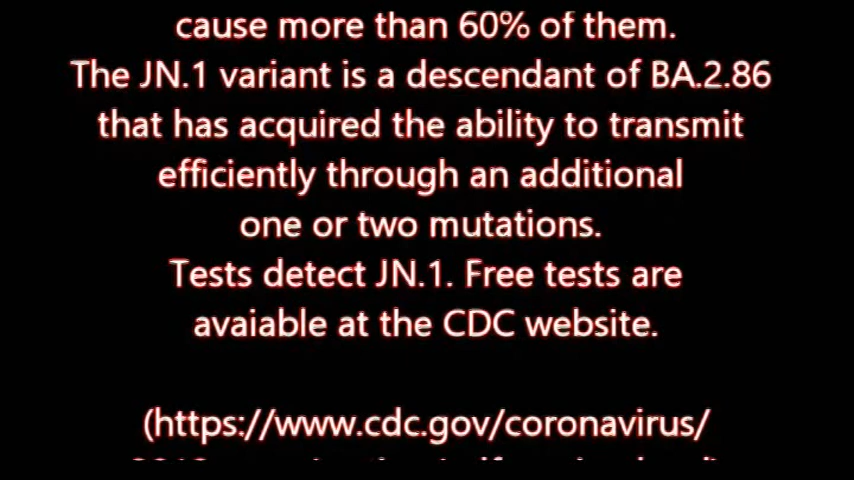 cause more than 60% of them.
The JN.1 variant is a descendant of BA.2.86
that has acquired the ability to transmit
efficiently through an additional
one or two mutations.
Tests detect JN.1. Free tests are
avaiable at the CDC website.
(https://www.cdc.gov/coronavirus/